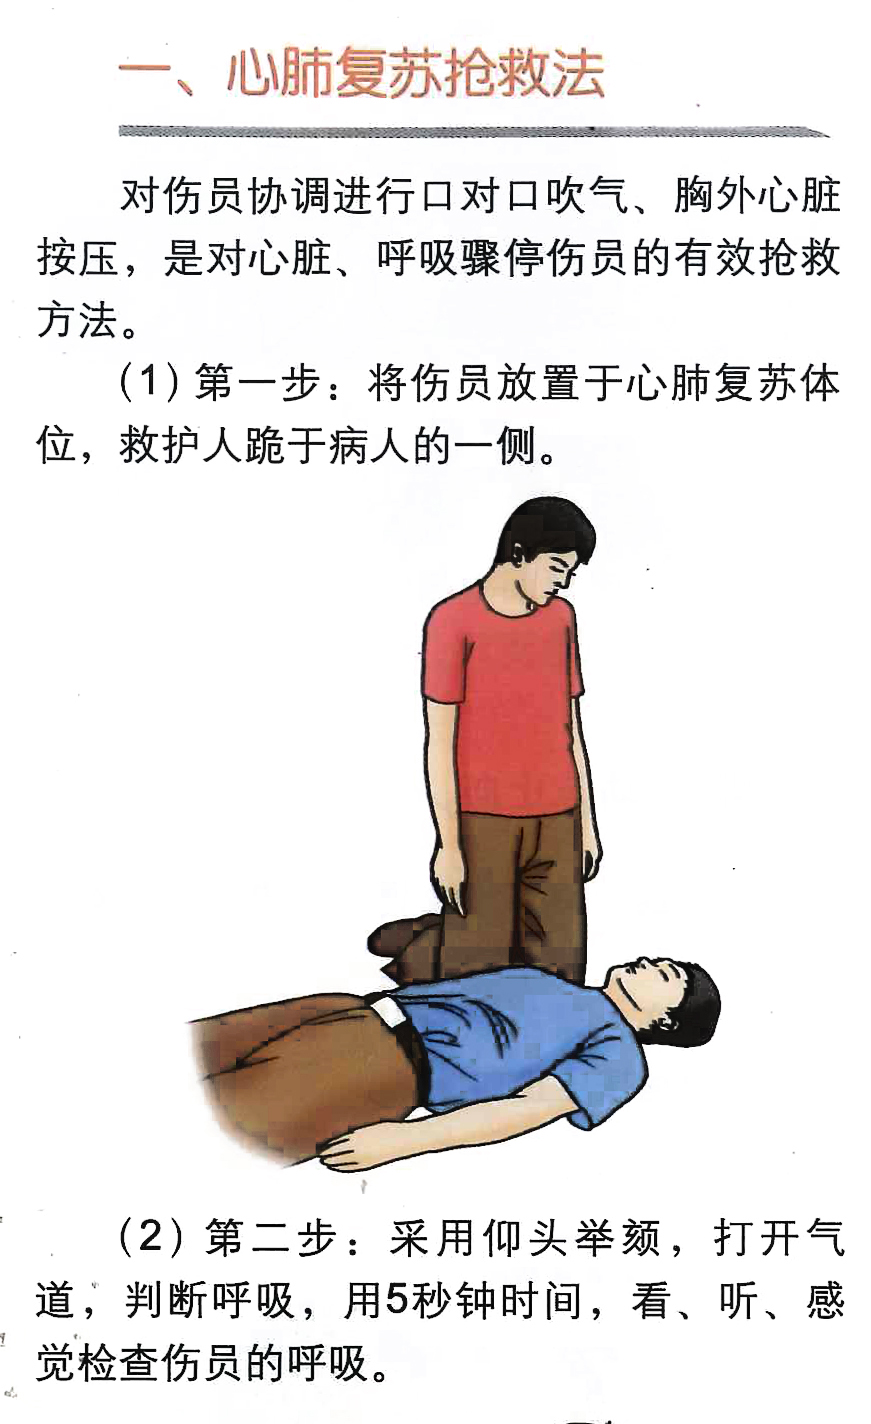 一、心肺复苏抢救法
对伤员协调进行口对口吹气、胸外心脏
按压，是对心脏、呼吸骤停伤员的有效抢救
方法。
(1) 第一步：将伤员放置于心肺复苏体
位，救护人跪于病人的一侧。
(2) 第二步：采用仰头举颏，打开气
道，判断呼吸，用5秒钟时间，看、听、感
觉检查伤员的呼吸。